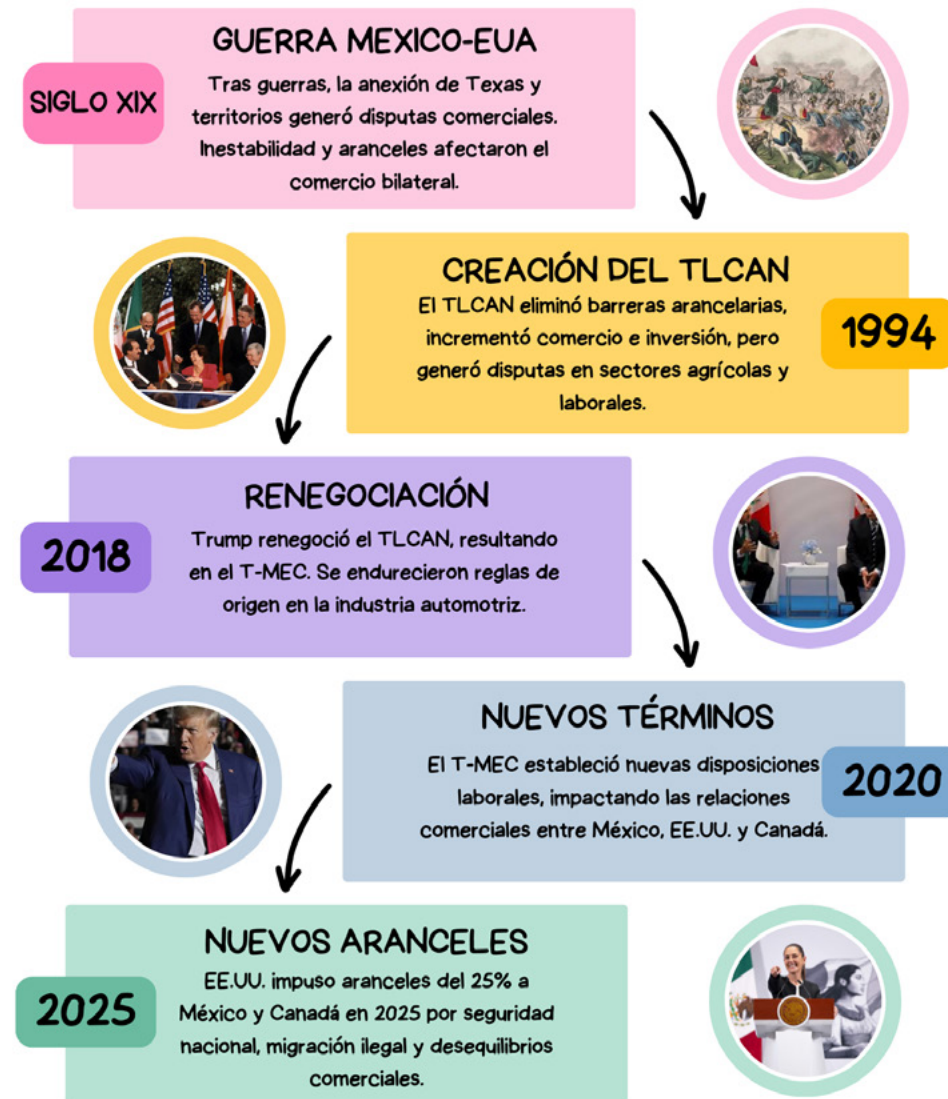 GUERRA MEXICO-EUA
SIGLO XIX
Tras guerras, la anexión de Texas y
territorios generó disputas comerciales.
Inestabilidad y aranceles afectaron el
comercio bilateral.
CREACIÓN DEL TLCAN
1994
El TLCAN eliminó barreras arancelarias,
incrementó comercio e inversión, pero
generó disputas en sectores agrícolas y
laborales.
RENEGOCIACIÓN
2018
Trump renegoció el TLCAN, resultando
en el T-MEC. Se endurecieron reglas de
origen en la industria automotriz.
NUEVOS TÉRMINOS
2020
El T-MEC estableció nuevas disposiciones
laborales, impactando las relaciones
comerciales entre México, EE.UU. y Canadá.
NUEVOS ARANCELES
2025
EE.UU. impuso aranceles del 25% a
México y Canadá en 2025 por seguridad
nacional, migración ilegal y desequilibrios
comerciales.